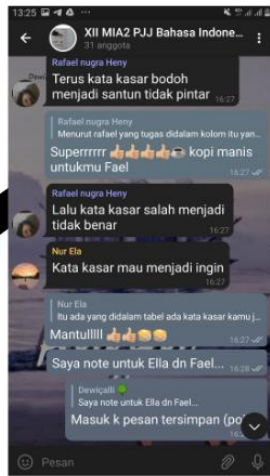 13:25
XII MIA2 PJJ Bahasa Indone...
31 anggota
Rafael nugra Heny
Terus kata kasar bodoh
menjadi santun tidak pintar
16:27
Rafael nugra Heny
Menurut rafael yang tugas didalam kolom itu yan...
Superrrrrr 👍👍👍👍☕ kopi manis
untukmu Fael
16:27
Rafael nugra Heny
Lalu kata kasar salah menjadi
tidak benar
16:27
Nur Ela
Kata kasar mau menjadi ingin
16:27
Nur Ela
Itu ada yang didalam tabel ada kata kasar kamu j...
Mantulllll 👍👍
16:27
Saya note untuk Ella dn Fael...
16:28
Dewiçalli
Saya note untuk Ella dn Fael...
Masuk k pesan tersimpan (po
Pesan